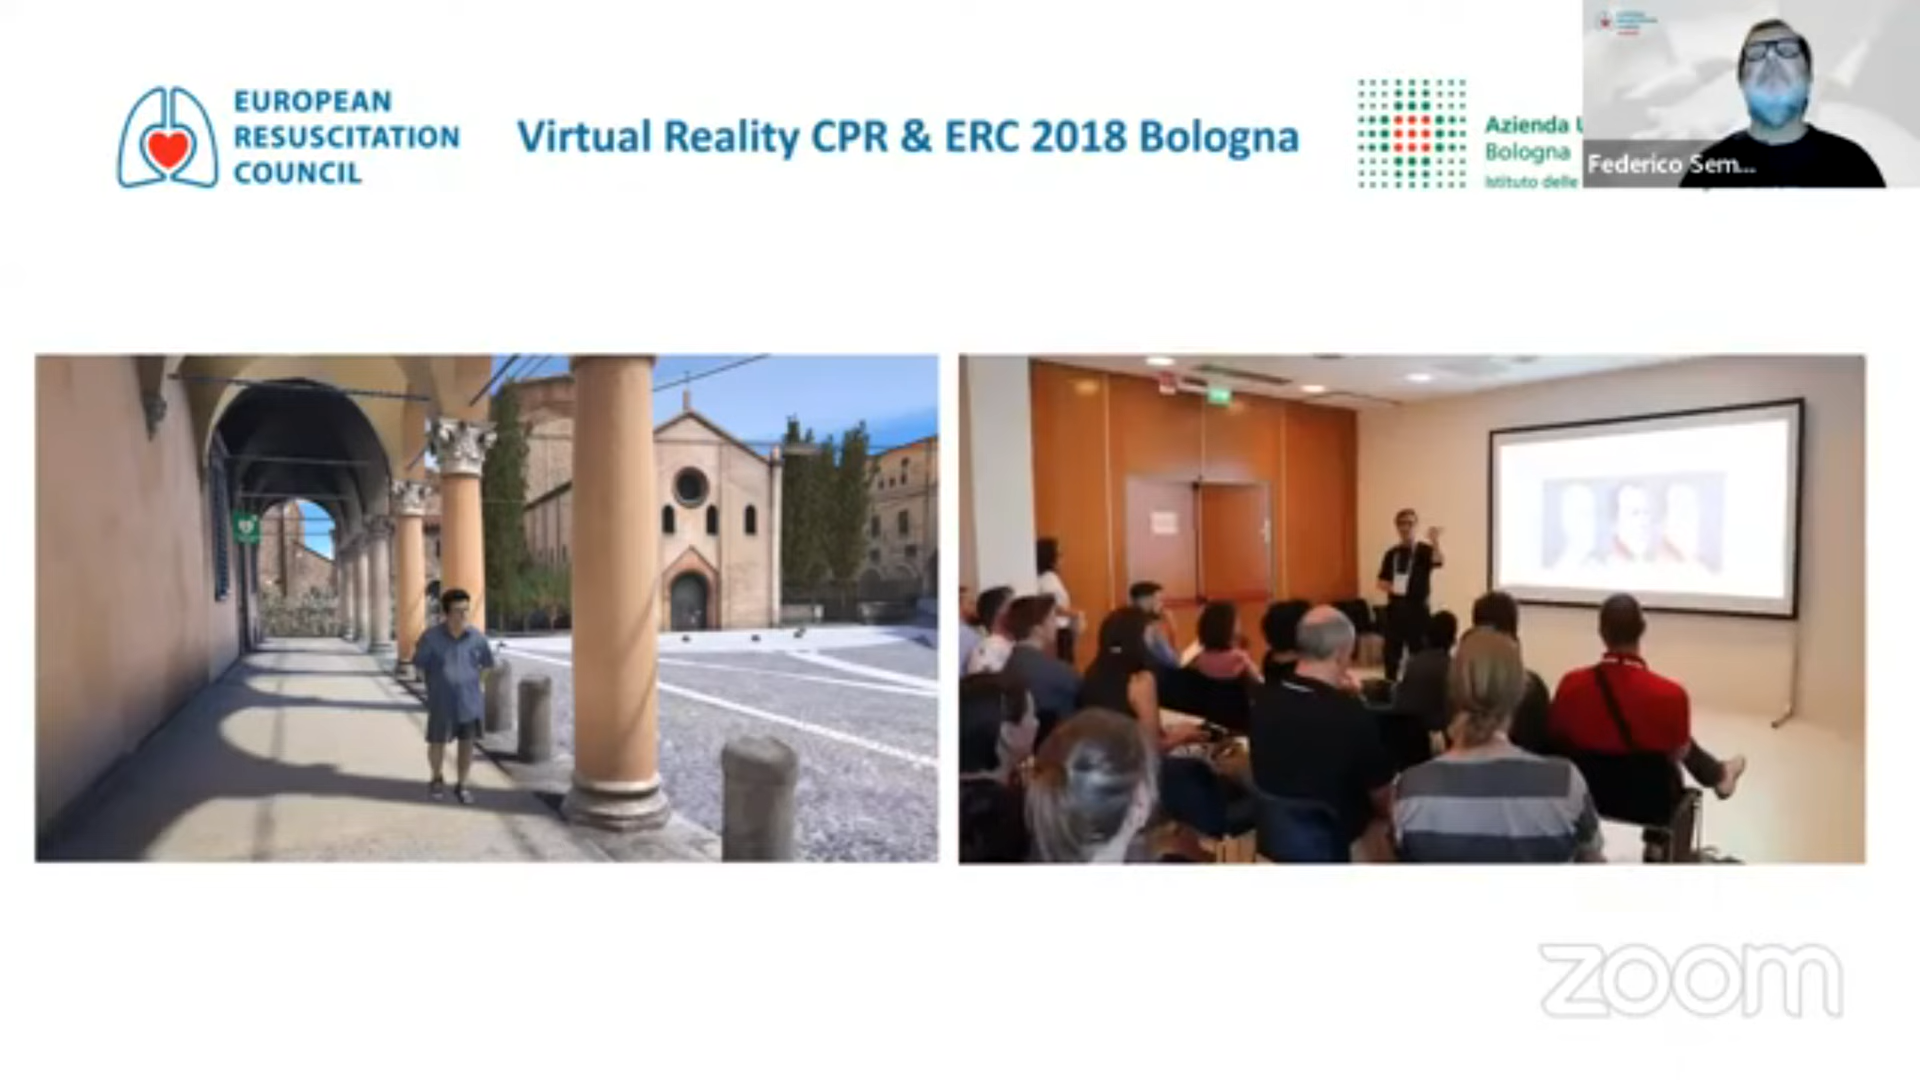 EUROPEAN
RESUSCITATION
COUNCIL
Virtual Reality CPR & ERC 2018 Bologna
Azienda U
Bologna
Istituto delle
Federico Sem...
zoom